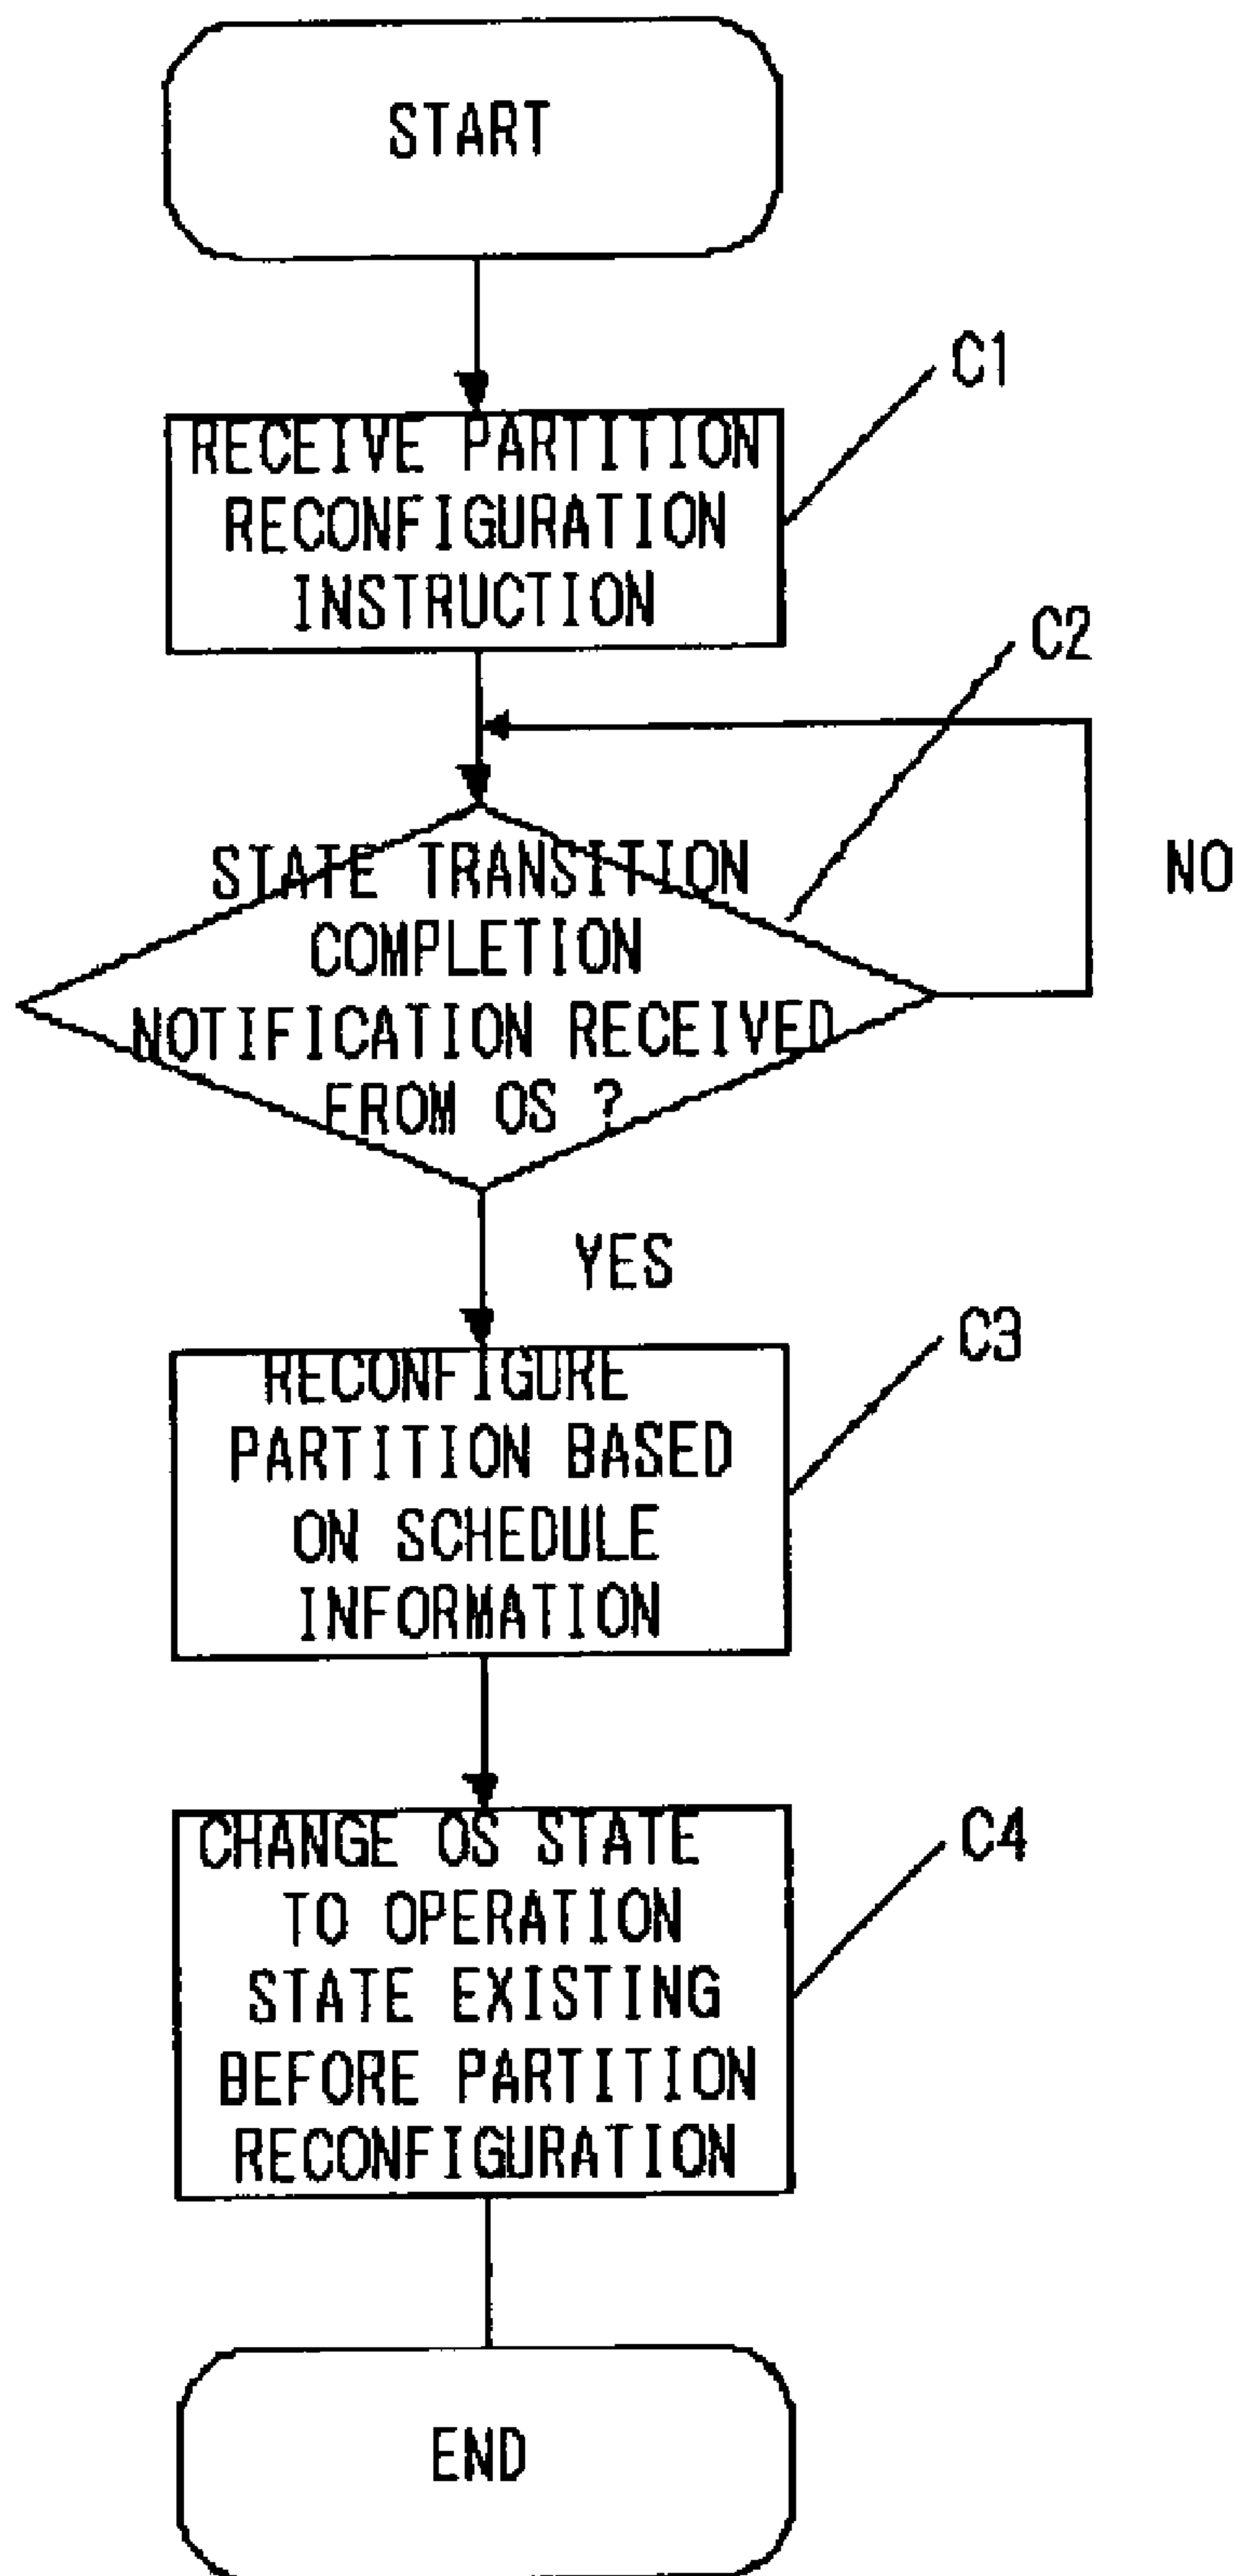 START
C1
RECEIVE PARTITION
RECONFIGURATION
INSTRUCTION
C2
STATE TRANSITION
COMPLETION
NOTIFICATION RECEIVED
FROM OS ?
NO
YES
C3
RECONFIGURE
PARTITION BASED
ON SCHEDULE
INFORMATION
C4
CHANGE OS STATE
TO OPERATION
STATE EXISTING
BEFORE PARTITION
RECONFIGURATION
END